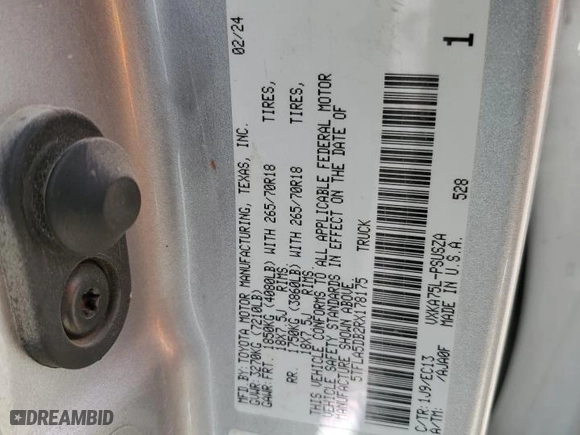 MFD.BY:TOYOTA MOTOR MANUFACTURING, TEXAS, INC. 02/24
GVWR: 3270KG (7210LB)
GAWR:FRT. 1850KG (4080LB) WITH 265/70R18 TIRES,
18X7.5J RIMS
RR. 1750KG (3860LB) WITH 265/70R18 TIRES,
18X7.5J RIMS
THIS VEHICLE CONFORMS TO ALL APPLICABLE FEDERAL MOTOR
VEHICLE SAFETY STANDARDS IN EFFECT ON THE DATE OF
MANUFACTURE SHOWN ABOVE.
5TFLA5DB2RX178175 TRUCK
C/TR:1J9/EC13 VXKA75L-PSUSZA
A/TM: /AJA0F MADE IN U.S.A.
528
1
DREAMBID